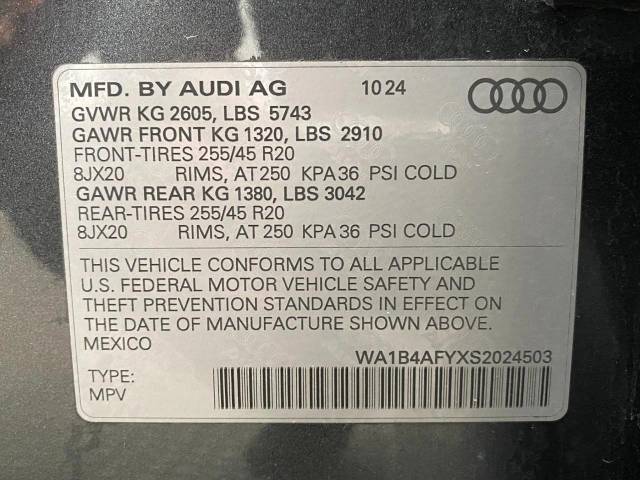 MFD. BY AUDI AG 10 24
GVWR KG 2605, LBS 5743
GAWR FRONT KG 1320, LBS 2910
FRONT-TIRES 255/45 R20
8JX20 RIMS, AT 250 KPA 36 PSI COLD
GAWR REAR KG 1380, LBS 3042
REAR-TIRES 255/45 R20
8JX20 RIMS, AT 250 KPA 36 PSI COLD
THIS VEHICLE CONFORMS TO ALL APPLICABLE
U.S. FEDERAL MOTOR VEHICLE SAFETY AND
THEFT PREVENTION STANDARDS IN EFFECT ON
THE DATE OF MANUFACTURE SHOWN ABOVE.
MEXICO
WA1B4AFYXS2024503
TYPE:
MPV